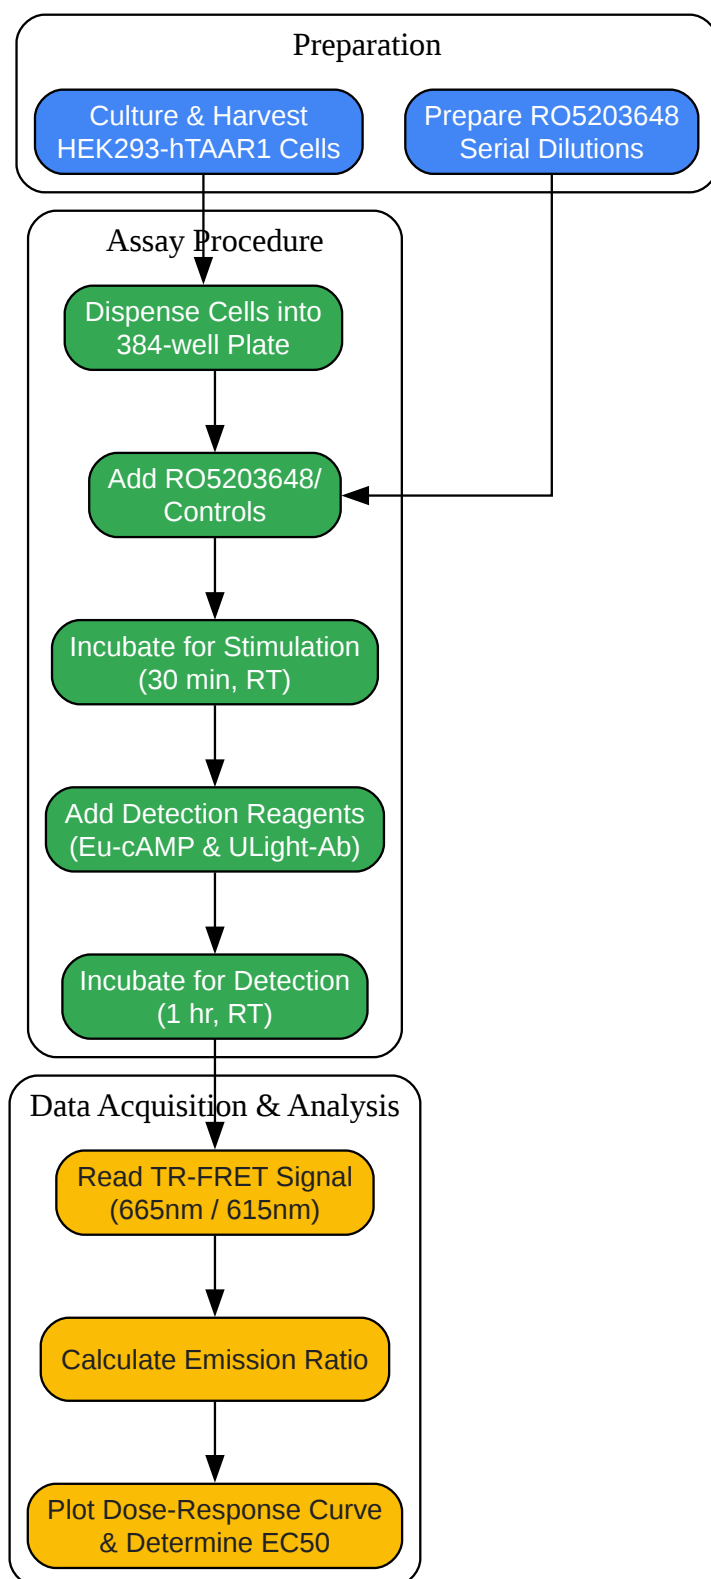 Preparation
Culture & Harvest
HEK293-hTAAR1 Cells
Prepare RO5203648
Serial Dilutions
Assay Procedure
Dispense Cells into
384-well Plate
Add RO5203648/
Controls
Incubate for Stimulation
(30 min, RT)
Add Detection Reagents
(Eu-cAMP & ULight-Ab)
Incubate for Detection
(1 hr, RT)
Data Acquisition & Analysis
Read TR-FRET Signal
(665nm / 615nm)
Calculate Emission Ratio
Plot Dose-Response Curve
& Determine EC50